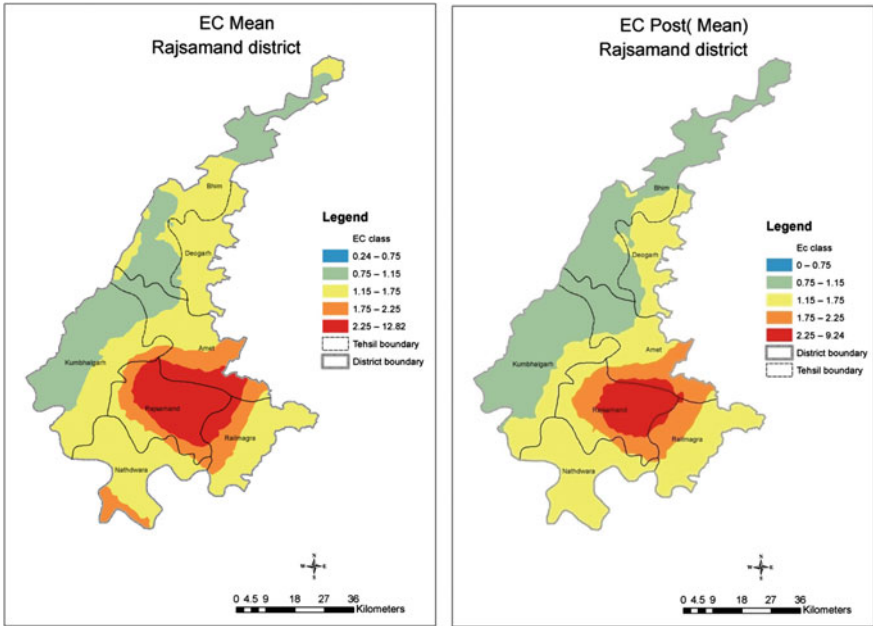 EC Mean
Rajsamand district
Bhim
Deogarh
Kumbhalgarh
Amet
Rajsamand
Railmagra
Nathdwara
Legend
EC class
0.24 – 0.75
0.75 – 1.15
1.15 – 1.75
1.75 – 2.25
2.25 – 12.82
Tehsil boundary
District boundary
N
W E
S
0 4.5 9 18 27 36
Kilometers
EC Post( Mean)
Rajsamand district
Bhim
Deogarh
Kumbhalgarh
Amet
Rajsamand
Railmagra
Nathdwara
Legend
Ec class
0 – 0.75
0.75 – 1.15
1.15 – 1.75
1.75 – 2.25
2.25 – 9.24
District boundary
Tehsil boundary
N
W E
S
0 4.5 9 18 27 36
Kilometers